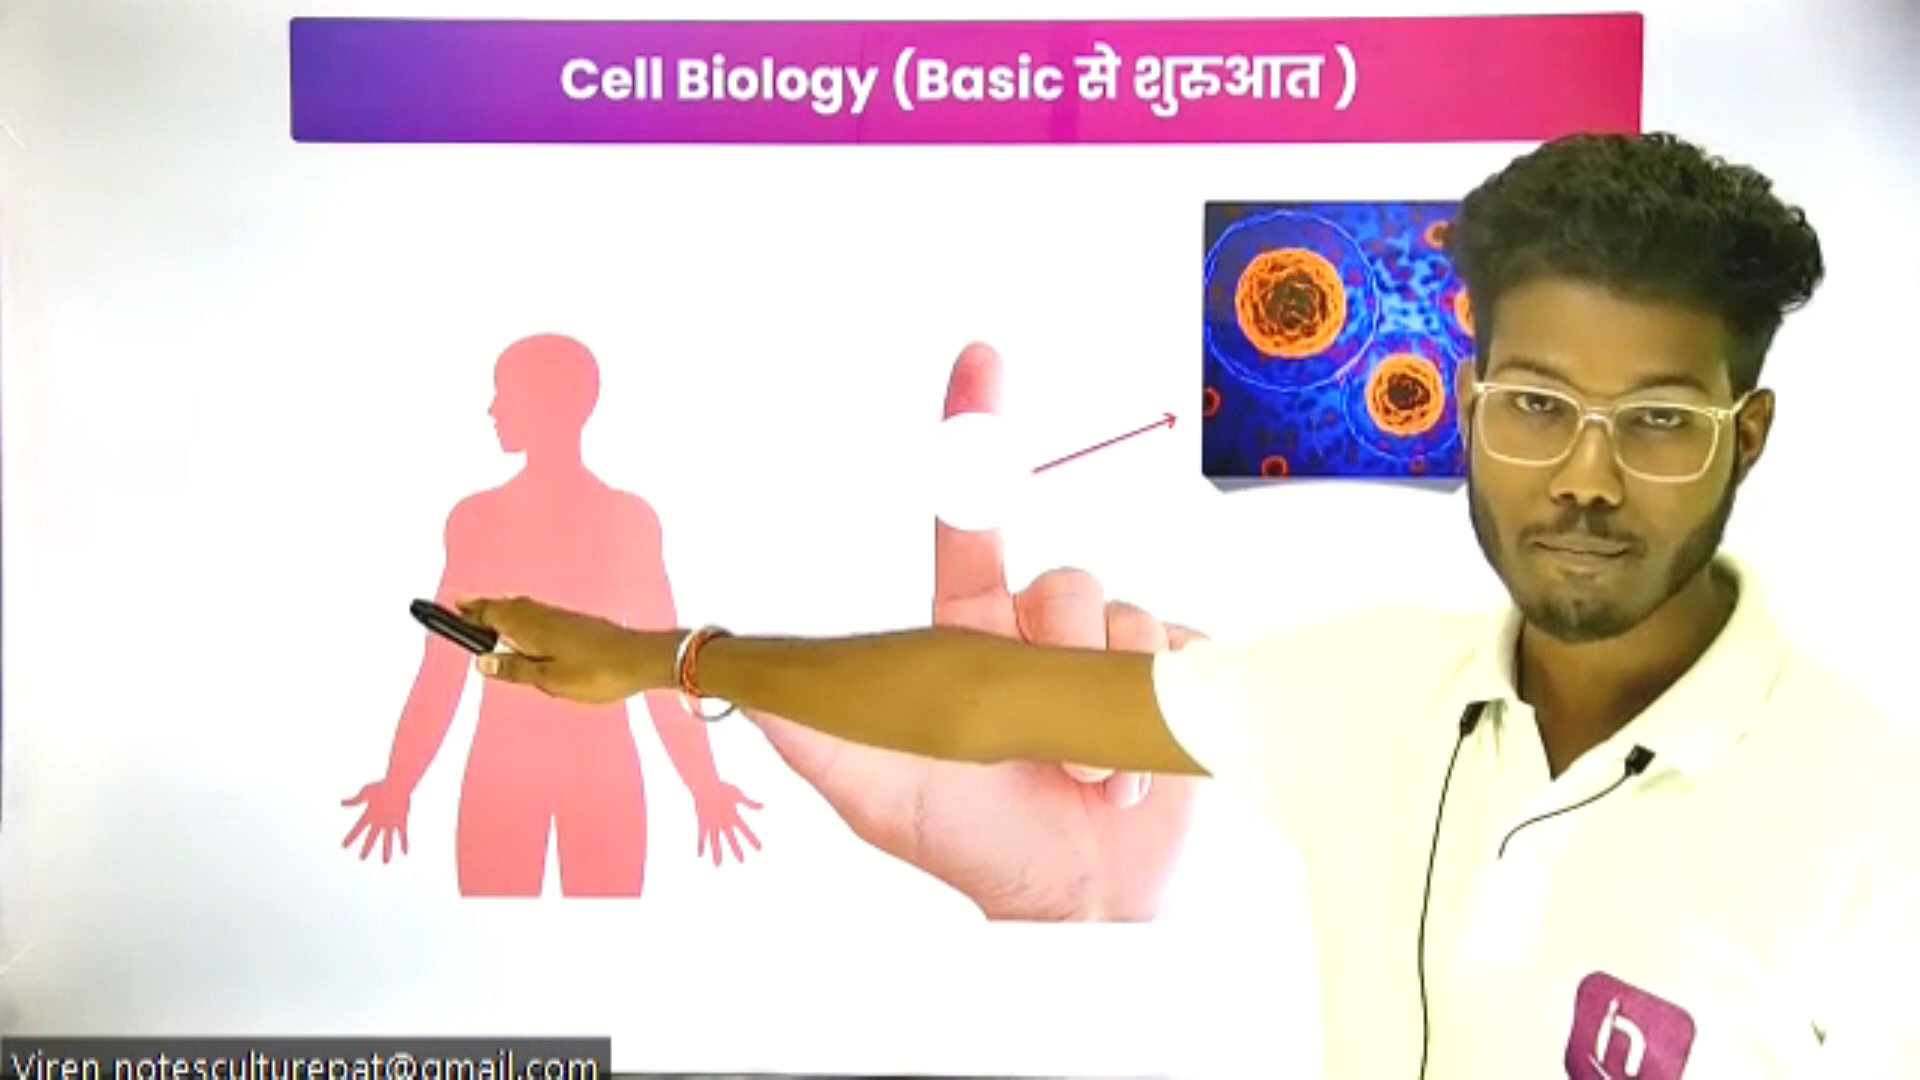 Cell Biology (Basic से शुरुआत )
Viren notesculturepat@gmail.com